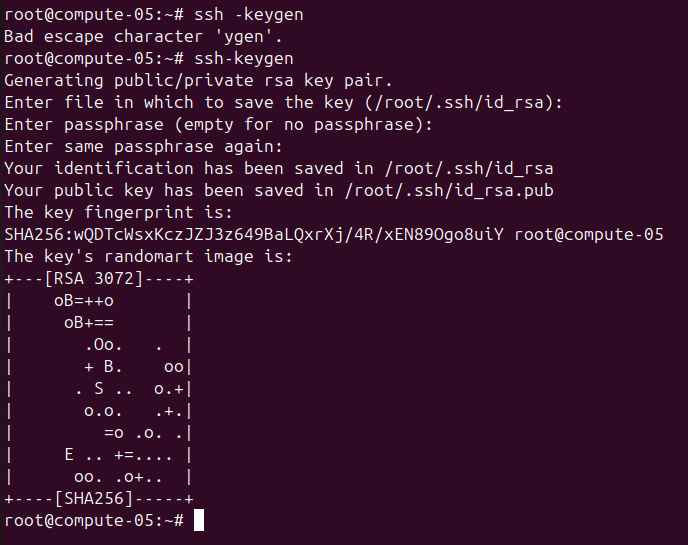 root@compute-05:~# ssh -keygen
Bad escape character 'ygen'.
root@compute-05:~# ssh-keygen
Generating public/private rsa key pair.
Enter file in which to save the key (/root/.ssh/id_rsa):
Enter passphrase (empty for no passphrase):
Enter same passphrase again:
Your identification has been saved in /root/.ssh/id_rsa
Your public key has been saved in /root/.ssh/id_rsa.pub
The key fingerprint is:
SHA256:wQDTcWsxKczJZJ3z649BaLQxrXj/4R/xEN89Ogo8uiY root@compute-05
The key's randomart image is:
+---[RSA 3072]----+
|    oB=++o       |
|     oB+==       |
|       .Oo.   .  |
|       + B.    oo|
|      . S ..  o.+|
|       o.o.   .+.|
|         =o .o. .|
|     E .. +=.... |
|      oo. .o+..  |
+----[SHA256]-----+
root@compute-05:~#